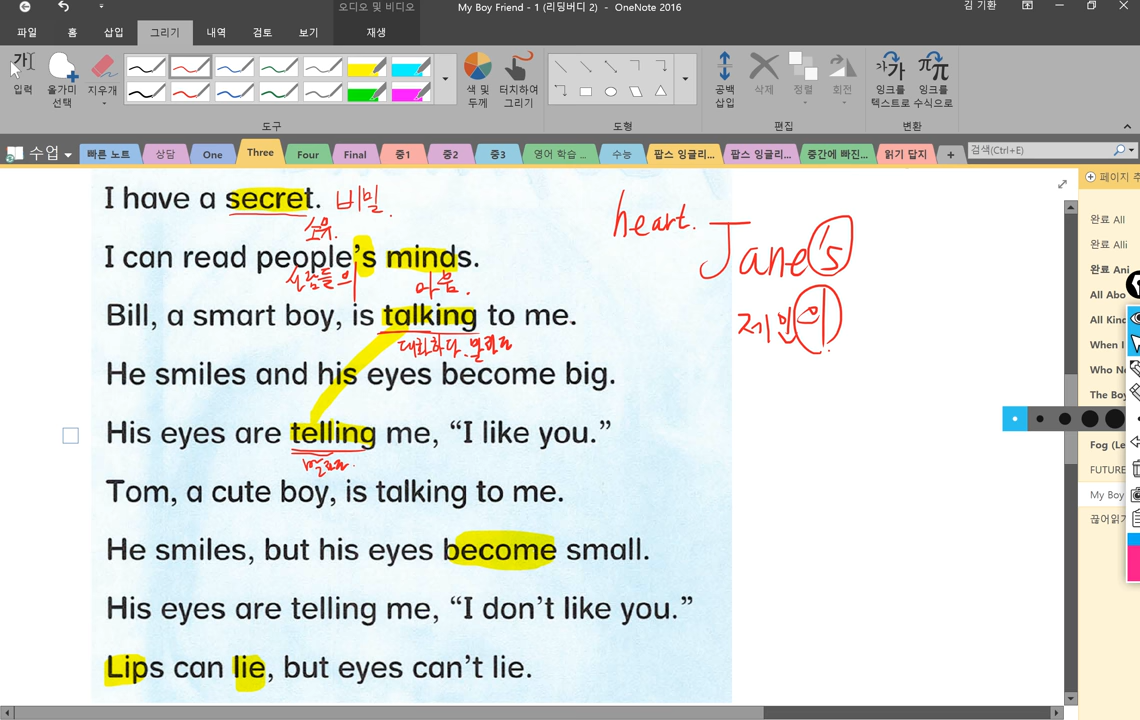 오디오 및 비디오
My Boy Friend - 1 (리딩버디 2) - OneNote 2016
김 기환
파일 홈 삽입 그리기 내역 검토 보기 재생
가 입력
올가미 선택
지우개
색 및 두께
터치하여 그리기
공백 삽입
삭제
정렬
회전
잉크를 텍스트로
잉크를 수식으로
도구 도형 편집 변환
수업 빠른 노트 상담 One Three Four Final 중1 중2 중3 영어 학습 ... 수능 팝스 잉글리... 팝스 잉글리... 중간에 빠진... 읽기 답지 + 검색(Ctrl+E)
페이지 추
I have a secret. 비밀.
heart.
소유.
I can read people's minds.
Jane's
사람들의 마음.
제인의
Bill, a smart boy, is talking to me.
대화하다. 말하다
He smiles and his eyes become big.
His eyes are telling me, “I like you.”
말하다.
Tom, a cute boy, is talking to me.
He smiles, but his eyes become small.
His eyes are telling me, “I don't like you.”
Lips can lie, but eyes can't lie.
완료 All
완료 Alli
완료 Ani
All Abo
All Kind
When I
Who Ne
The Boy
Fog (Le
FUTURE
My Boy
끊어읽기